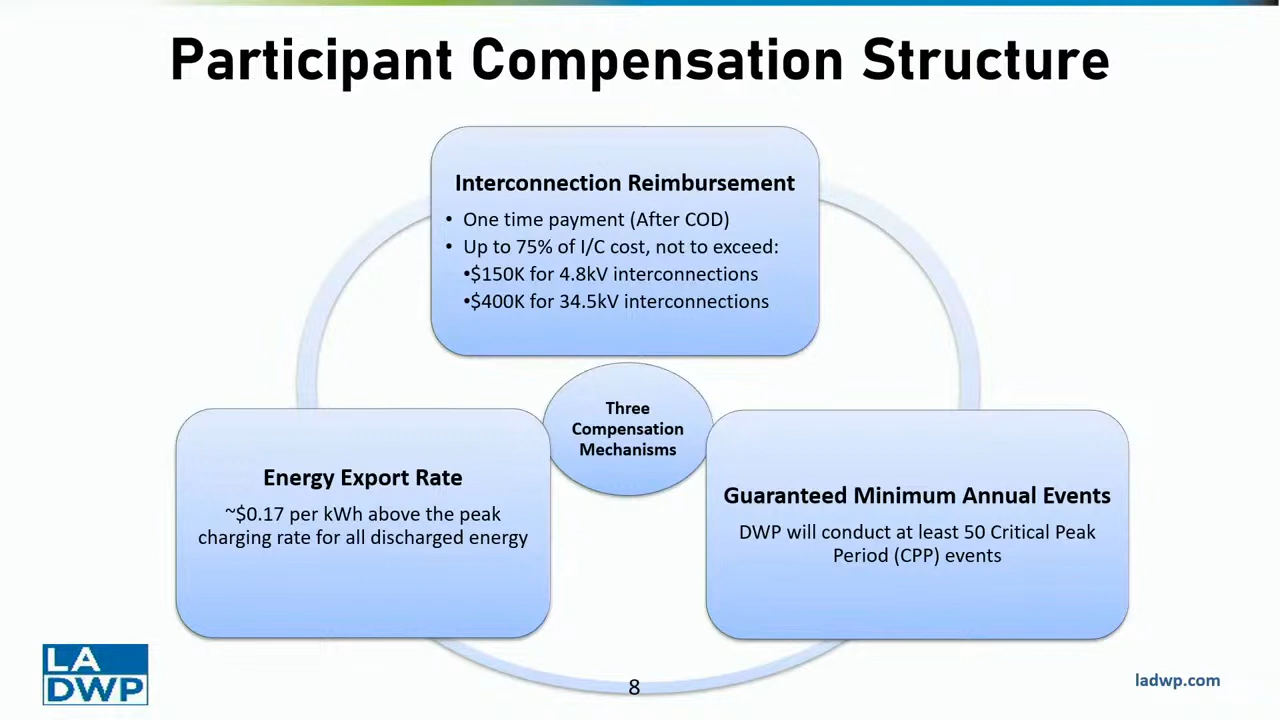 Participant Compensation Structure
Interconnection Reimbursement
• One time payment (After COD)
• Up to 75% of I/C cost, not to exceed:
•$150K for 4.8kV interconnections
•$400K for 34.5kV interconnections
Three
Compensation
Mechanisms
Energy Export Rate
~$0.17 per kWh above the peak
charging rate for all discharged energy
Guaranteed Minimum Annual Events
DWP will conduct at least 50 Critical Peak
Period (CPP) events
LA
DWP
8
ladwp.com